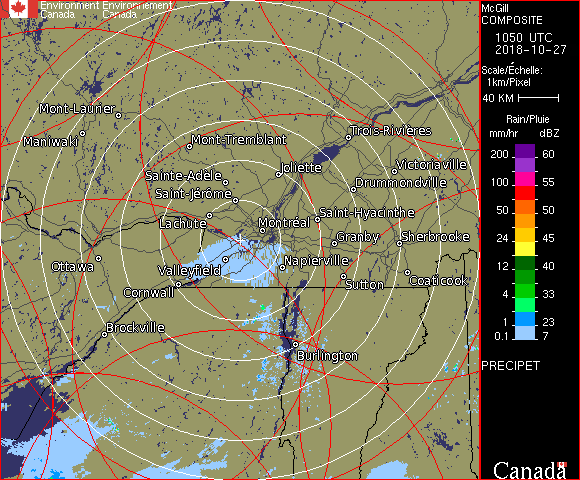 Environment Environnement
Canada Canada
McGill
COMPOSITE
1050 UTC
2018-10-27
Scale/Échelle:
1km/Pixel
40 KM
Rain/Pluie
mm/hr dBZ
200 60
150 57
100 55
50 50
24 45
12 40
4 33
1 23
0.1 7
PRECIPET
Canada
Mont-Laurier
Maniwaki
Mont-Tremblant
Trois-Rivières
Joliette
Victoriaville
Sainte-Adèle
Drummondville
Saint-Jérôme
Lachute
Saint-Hyacinthe
Montréal
Granby
Sherbrooke
Ottawa
Valleyfield
Napierville
Cornwall
Sutton
Coaticook
Brockville
Burlington